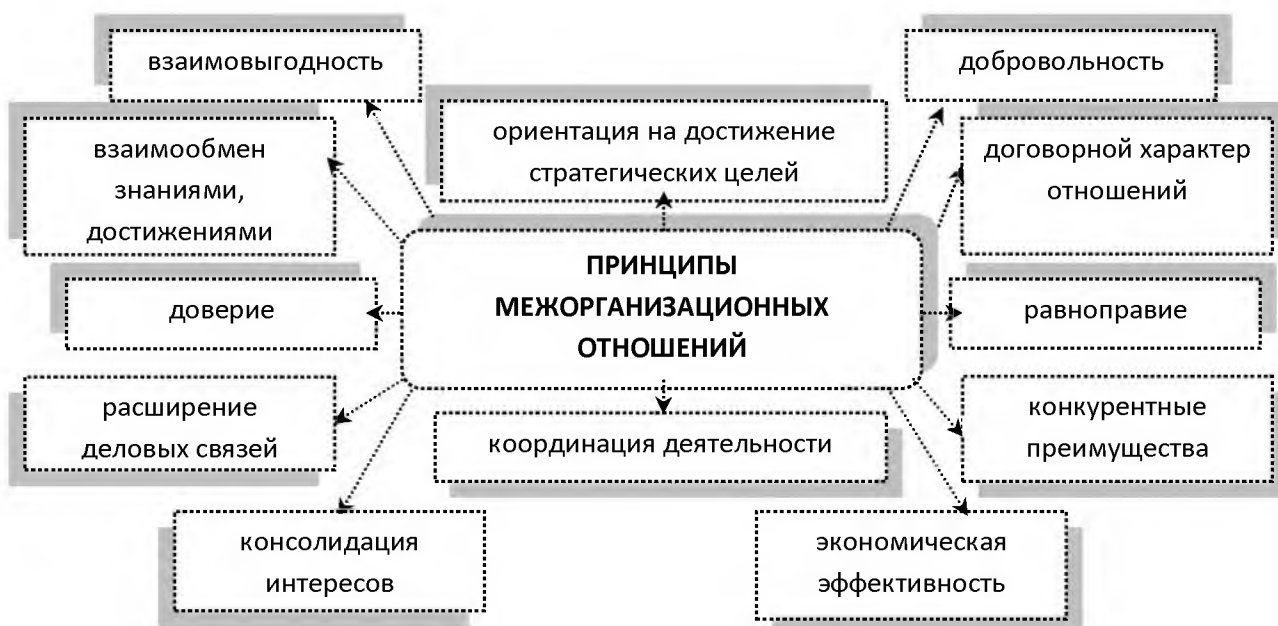 взаимовыгодность
добровольность
ориентация на достижение
стратегических целей
взаимообмен
знаниями,
достижениями
договорной характер
отношений
ПРИНЦИПЫ
МЕЖОРГАНИЗАЦИОННЫХ
ОТНОШЕНИЙ
доверие
равноправие
расширение
деловых связей
координация деятельности
конкурентные
преимущества
консолидация
интересов
экономическая
эффективность